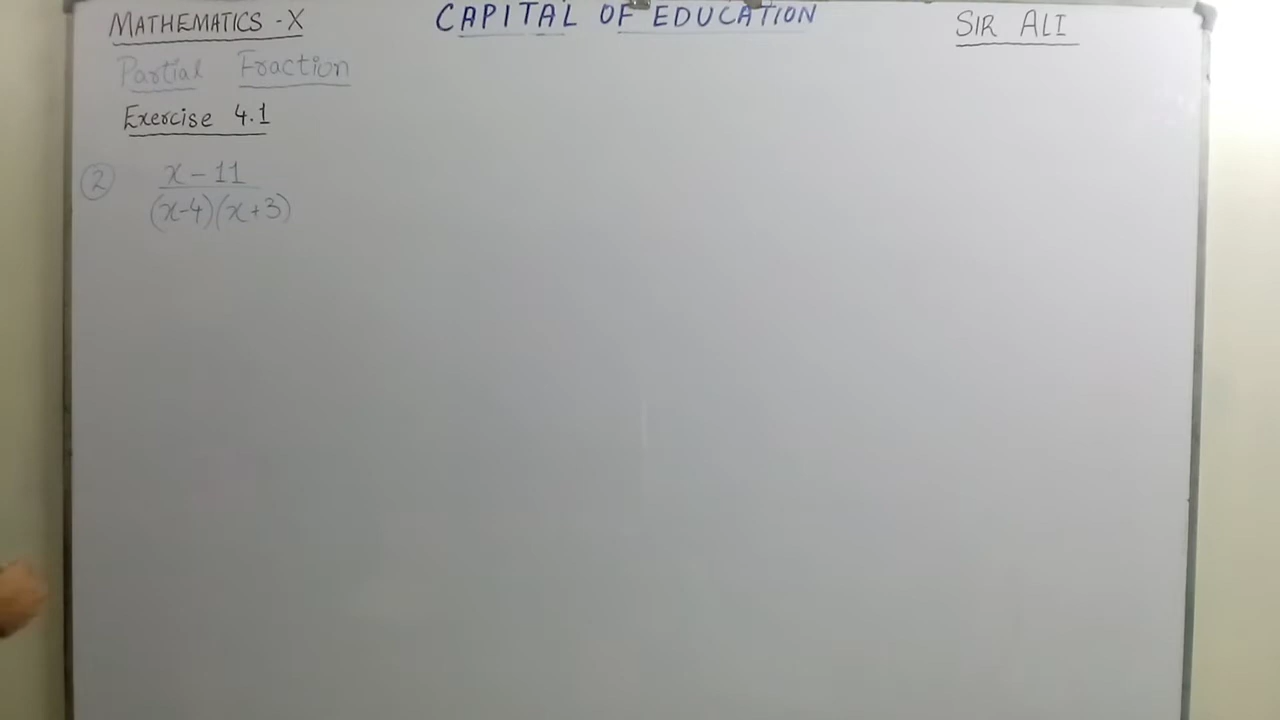 MATHEMATICS - X CAPITAL OF EDUCATION SIR ALI
Partial Fraction
Exercise 4.1
② x - 11
(x-4)(x+3)